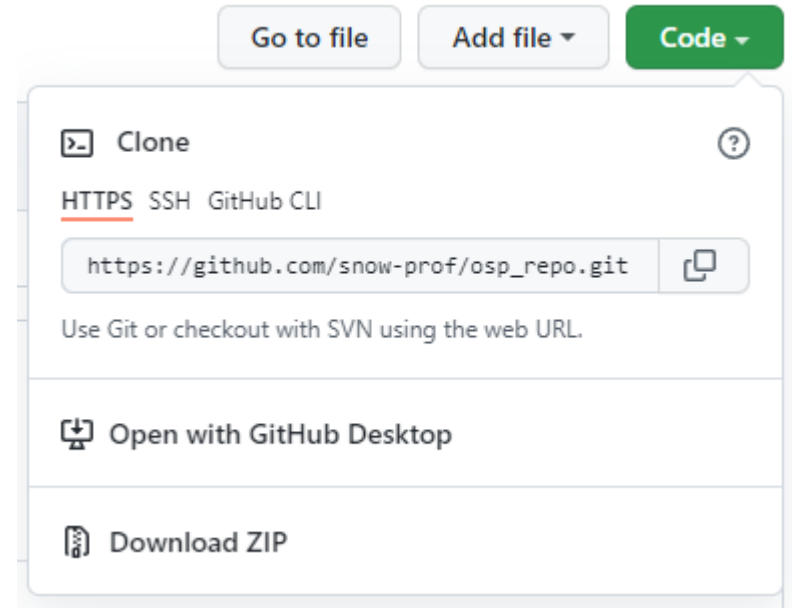 Go to file Add file Code
Clone
HTTPS SSH GitHub CLI
https://github.com/snow-prof/osp_repo.git
Use Git or checkout with SVN using the web URL.
Open with GitHub Desktop
Download ZIP